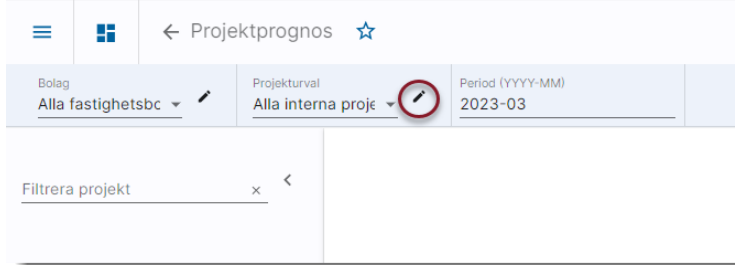 Projektprognos
Bolag
Alla fastighetsbc
Projekturval
Alla interna proje
Period (YYYY-MM)
2023-03
Filtrera projekt